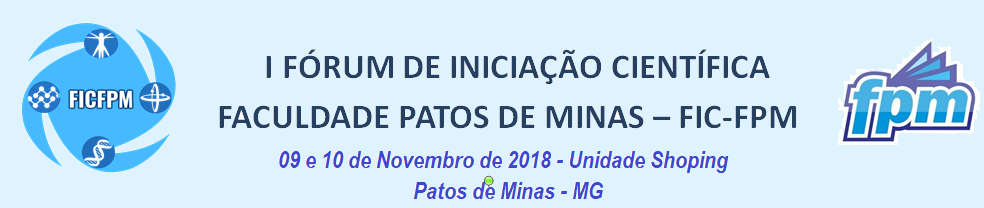 FICFPM
I FÓRUM DE INICIAÇÃO CIENTÍFICA
FACULDADE PATOS DE MINAS – FIC-FPM
09 e 10 de Novembro de 2018 - Unidade Shoping
Patos de Minas - MG
fpm